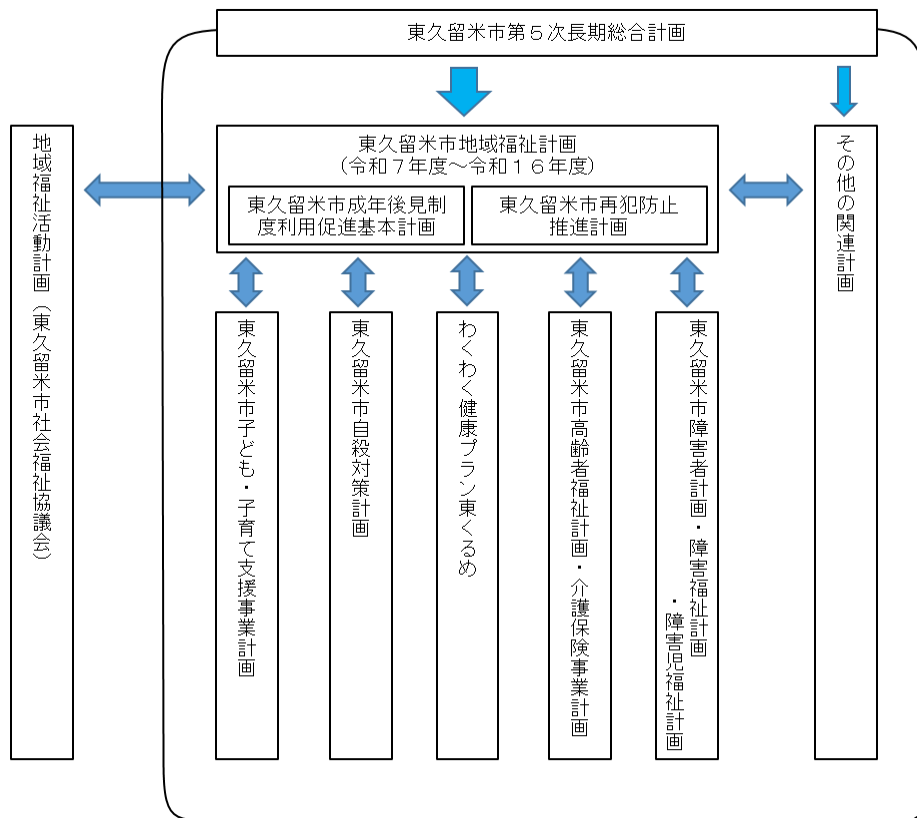 東久留米市第５次長期総合計画
地域福祉活動計画（東久留米市社会福祉協議会）
東久留米市地域福祉計画
（令和７年度～令和１６年度）
東久留米市成年後見制
度利用促進基本計画
東久留米市再犯防止
推進計画
その他の関連計画
東久留米市子ども・子育て支援事業計画
東久留米市自殺対策計画
わくわく健康プラン東くるめ
東久留米市高齢者福祉計画・介護保険事業計画
東久留米市障害者計画・障害福祉計画
・障害児福祉計画